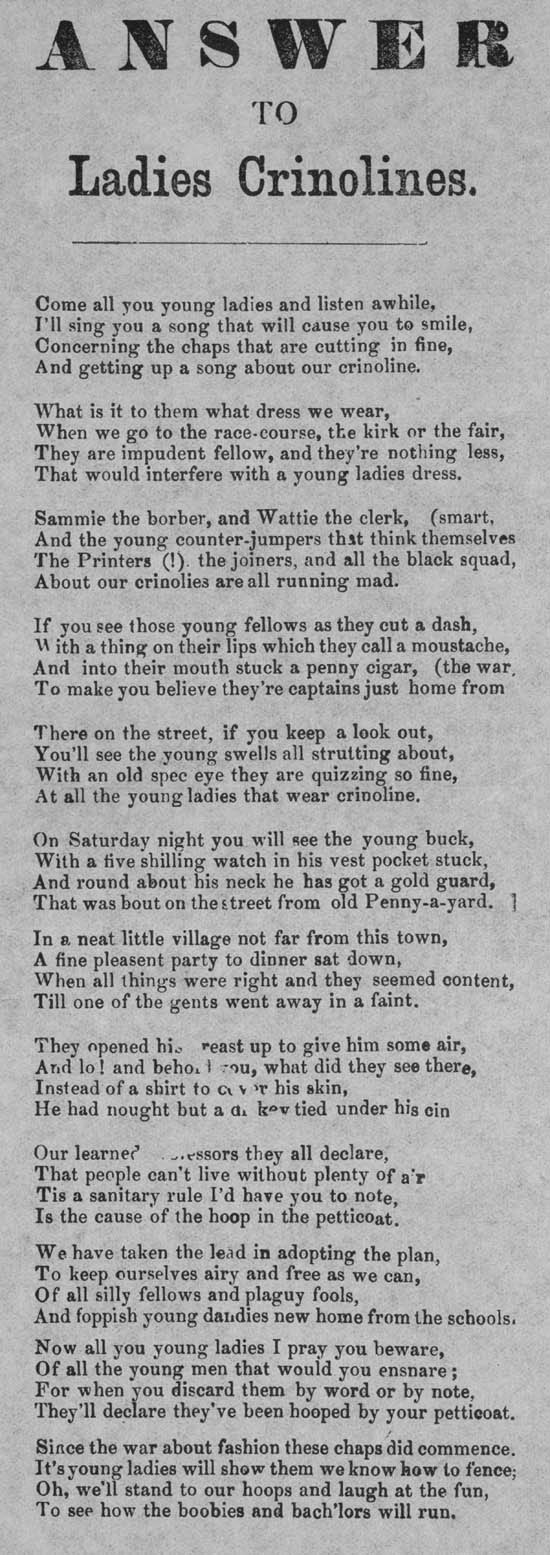 ANSWER
TO
Ladies Crinolines.
Come all you young ladies and listen awhile,
I'll sing you a song that will cause you to smile,
Concerning the chaps that are cutting in fine,
And getting up a song about our crinoline.
What is it to them what dress we wear,
When we go to the race-course, the kirk or the fair,
They are impudent fellow, and they're nothing less,
That would interfere with a young ladies dress.
Sammie the borber, and Wattie the clerk, (smart,
And the young counter-jumpers that think themselves
The Printers (!). the joiners, and all the black squad,
About our crinolies are all running mad.
If you see those young fellows as they cut a dash,
With a thing on their lips which they call a moustache,
And into their mouth stuck a penny cigar, (the war,
To make you believe they're captains just home from
There on the street, if you keep a look out,
You'll see the young swells all strutting about,
With an old spec eye they are quizzing so fine,
At all the young ladies that wear crinoline.
On Saturday night you will see the young buck,
With a five shilling watch in his vest pocket stuck,
And round about his neck he has got a gold guard,
That was bout on the street from old Penny-a-yard. ]
In a neat little village not far from this town,
A fine pleasent party to dinner sat down,
When all things were right and they seemed content,
Till one of the gents went away in a faint.
They opened his reast up to give him some air,
And lo! and behold you, what did they see there,
Instead of a shirt to cover his skin,
He had nought but a tied under his cin
Our learned they all declare,
That people can't live without plenty of air
Tis a sanitary rule I'd have you to note,
Is the cause of the hoop in the petticoat.
We have taken the lead in adopting the plan,
To keep ourselves airy and free as we can,
Of all silly fellows and plaguy fools,
And foppish young dandies new home from the schools.
Now all you young ladies I pray you beware,
Of all the young men that would you ensnare;
For when you discard them by word or by note,
They'll declare they've been hooped by your petticoat.
Since the war about fashion these chaps did commence.
It's young ladies will show them we know how to fence;
Oh, we'll stand to our hoops and laugh at the fun,
To see how the boobies and bach'lors will run.